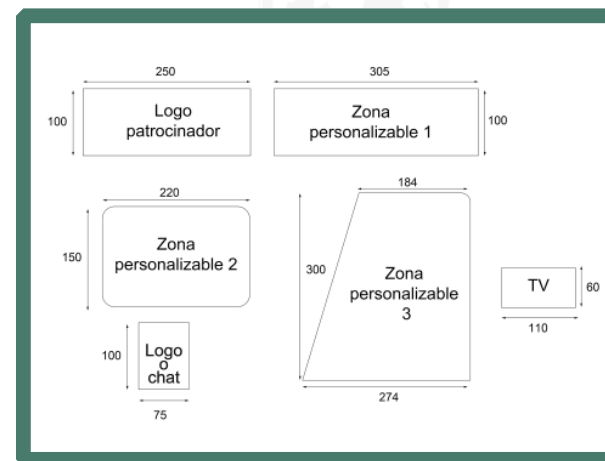 250
305
100
Logo
patrocinador
Zona
personalizable 1
100
220
184
150
Zona
personalizable 2
300
Zona
personalizable
3
TV
60
110
100
Logo
o
chat
75
274